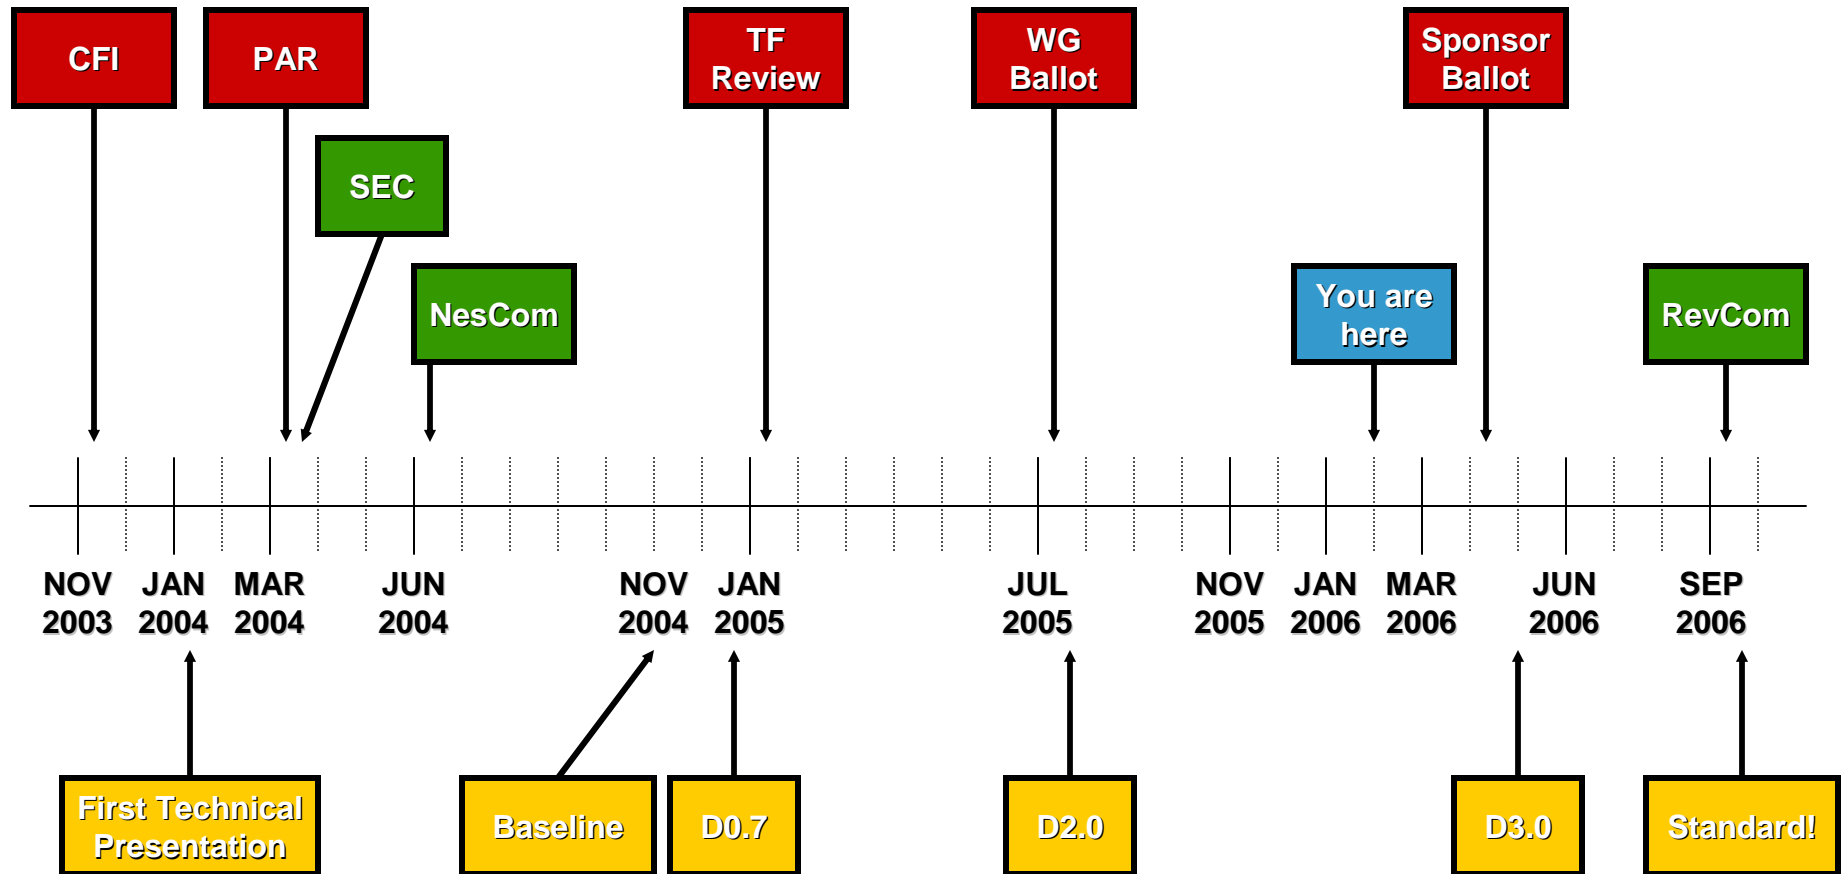 CFI
PAR
TF
Review
WG
Ballot
Sponsor
Ballot
SEC
NesCom
You are
here
RevCom
NOV
2003
JAN
2004
MAR
2004
JUN
2004
NOV
2004
JAN
2005
JUL
2005
NOV
2005
JAN
2006
MAR
2006
JUN
2006
SEP
2006
First Technical
Presentation
Baseline
D0.7
D2.0
D3.0
Standard!